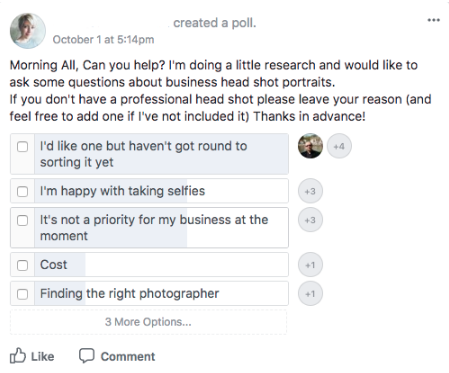 created a poll.
...
October 1 at 5:14pm
Morning All, Can you help? I'm doing a little research and would like to
ask some questions about business head shot portraits.
If you don't have a professional head shot please leave your reason (and
feel free to add one if I've not included it) Thanks in advance!
I'd like one but haven't got round to
sorting it yet
+4
I'm happy with taking selfies
+3
It's not a priority for my business at the
moment
+3
Cost
+1
Finding the right photographer
+1
3 More Options...
Like
Comment